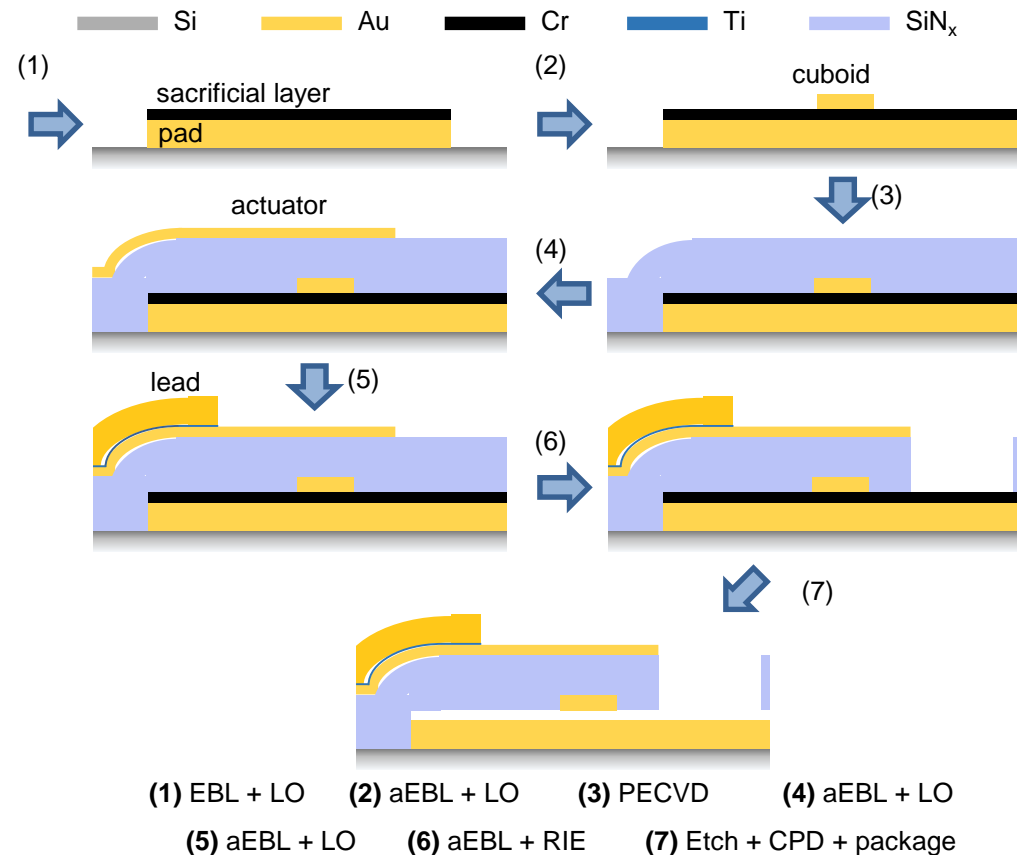 Si Au Cr Ti SiNₓ
(1) (2)
cuboid
sacrificial layer
pad
(3)
actuator
(4)
lead
(5)
(6)
(7)
(1) EBL + LO (2) aEBL + LO (3) PECVD (4) aEBL + LO
(5) aEBL + LO (6) aEBL + RIE (7) Etch + CPD + package